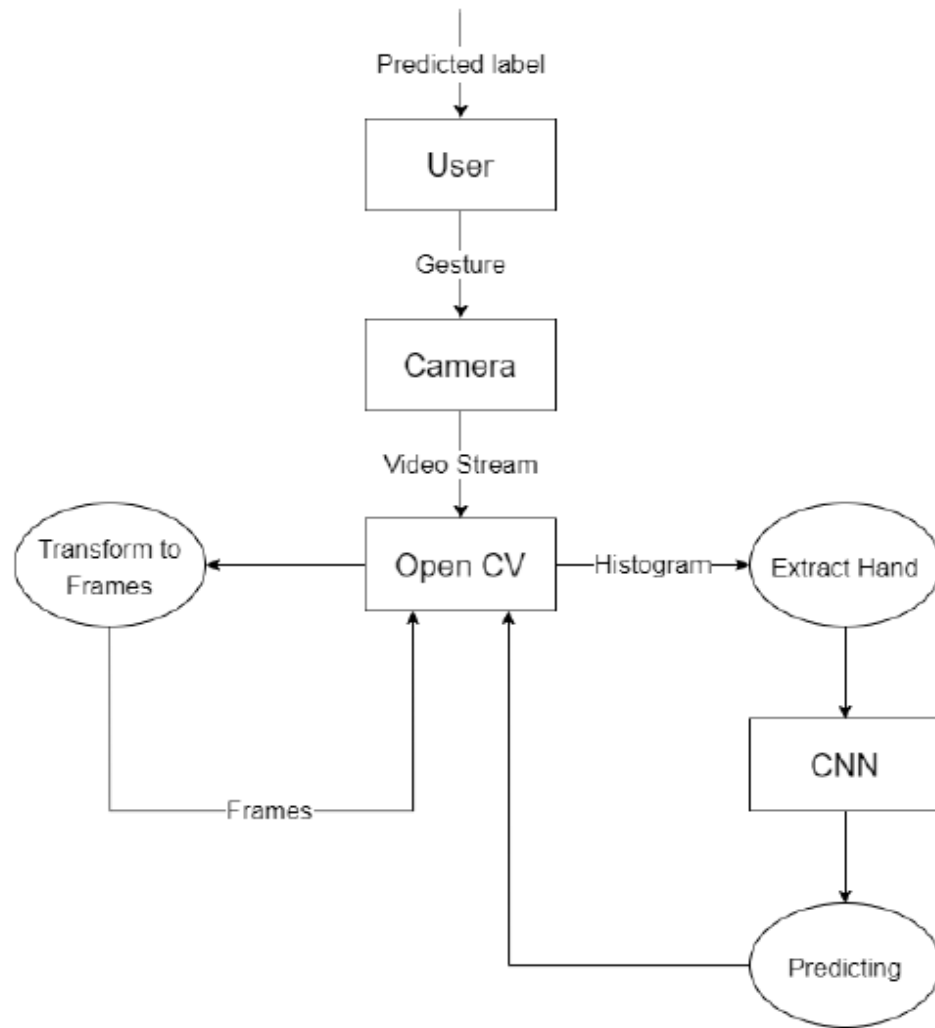 Predicted label
User
Gesture
Camera
Video Stream
Transform to
Frames
Open CV
Histogram
Extract Hand
CNN
Frames
Predicting